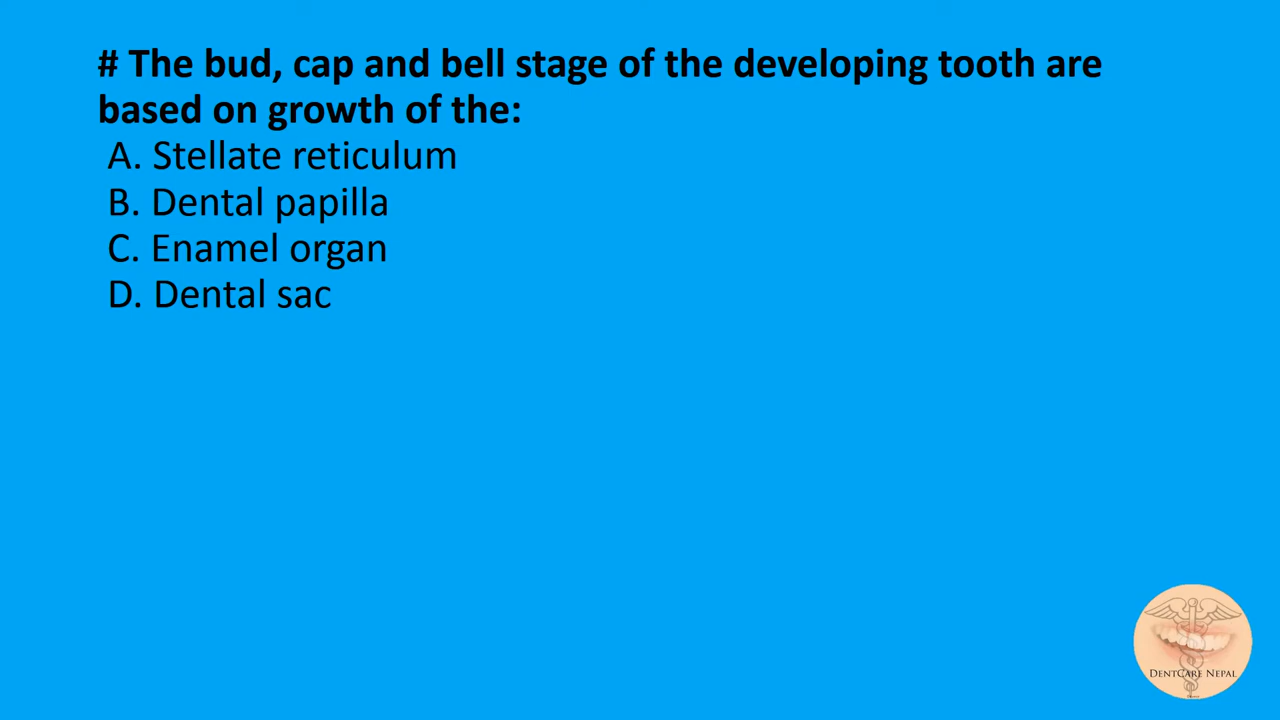 # The bud, cap and bell stage of the developing tooth are
based on growth of the:
A. Stellate reticulum
B. Dental papilla
C. Enamel organ
D. Dental sac
DentCare Nepal